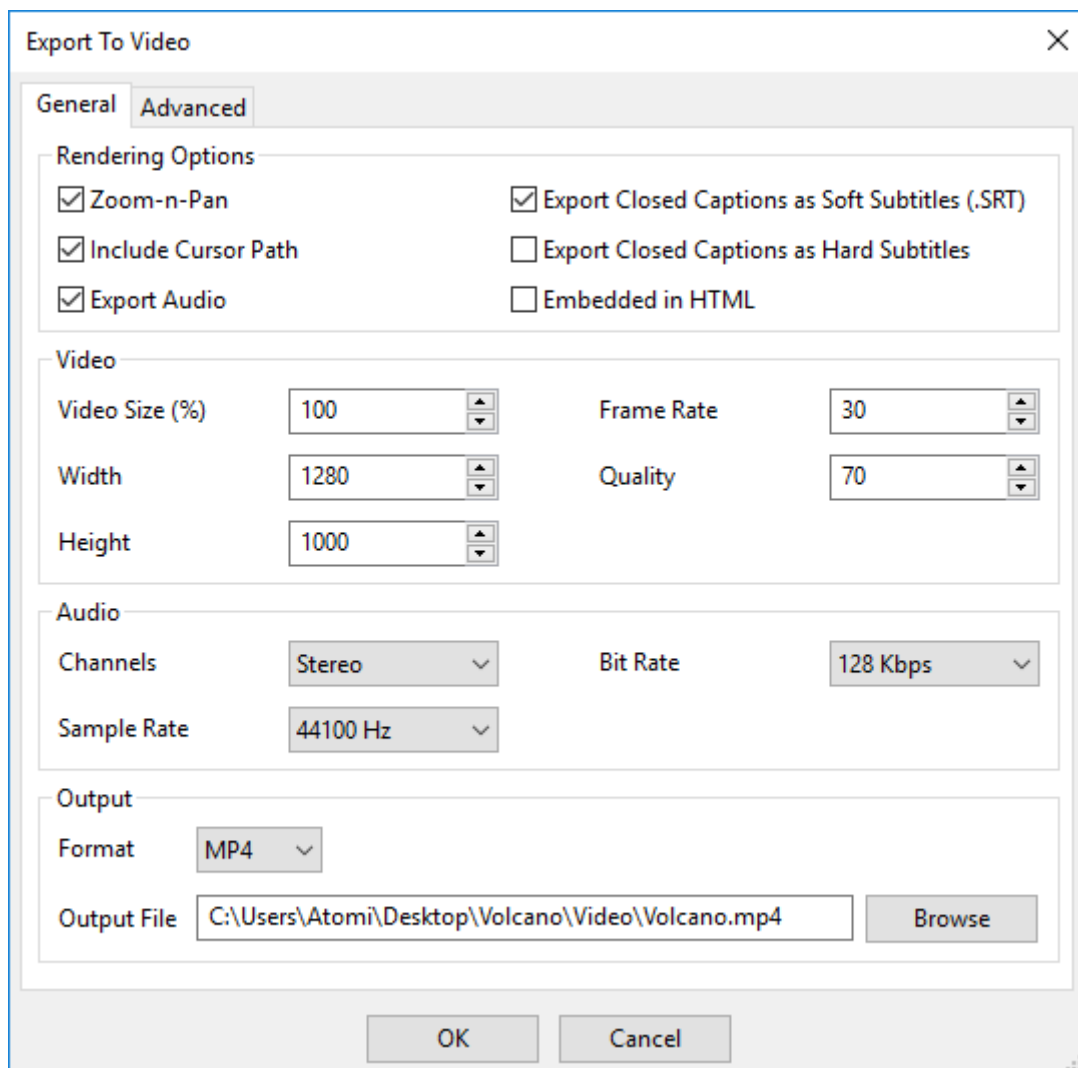 Export To Video
General Advanced
Rendering Options
Zoom-n-Pan Export Closed Captions as Soft Subtitles (.SRT)
Include Cursor Path Export Closed Captions as Hard Subtitles
Export Audio Embedded in HTML
Video
Video Size (%) 100 Frame Rate 30
Width 1280 Quality 70
Height 1000
Audio
Channels Stereo Bit Rate 128 Kbps
Sample Rate 44100 Hz
Output
Format MP4
Output File C:\Users\Atomi\Desktop\Volcano\Video\Volcano.mp4 Browse
OK Cancel